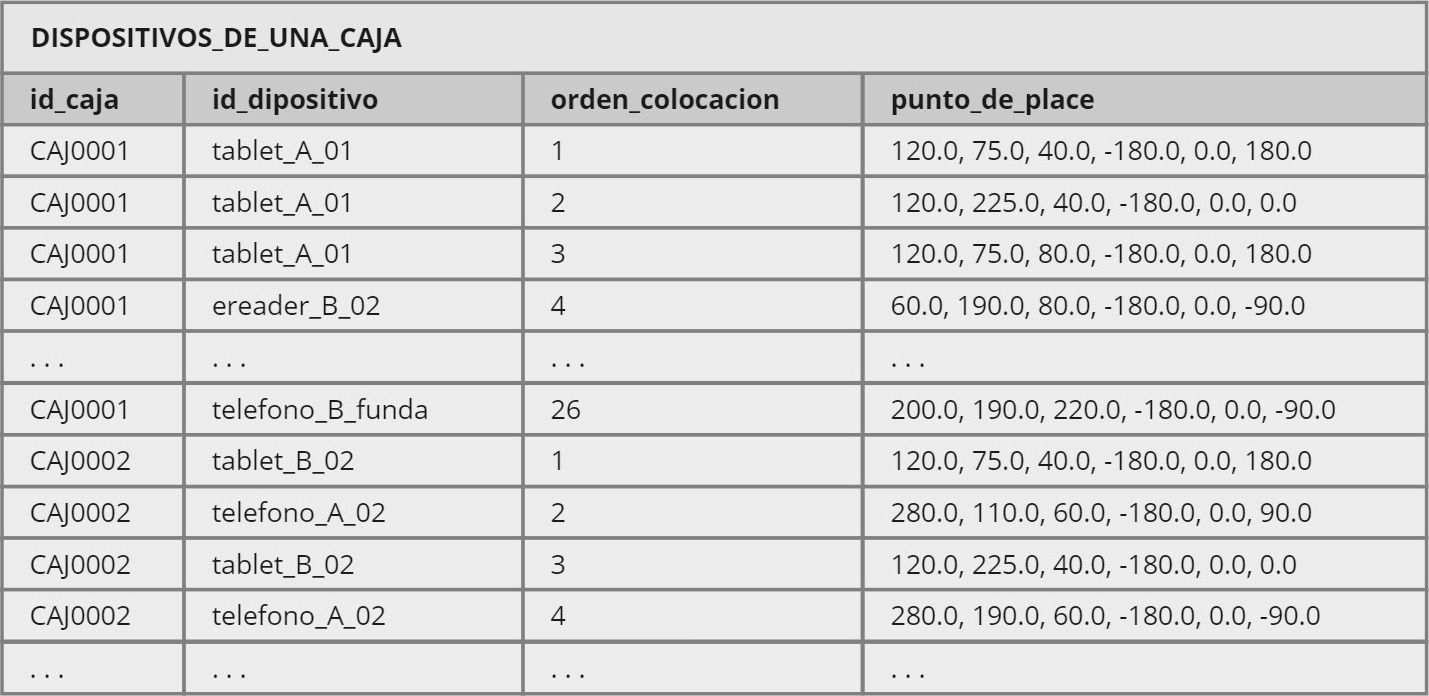 DISPOSITIVOS_DE_UNA_CAJA
id_caja id_dipositivo orden_colocacion punto_de_place
CAJ0001 tablet_A_01 1 120.0, 75.0, 40.0, -180.0, 0.0, 180.0
CAJ0001 tablet_A_01 2 120.0, 225.0, 40.0, -180.0, 0.0, 0.0
CAJ0001 tablet_A_01 3 120.0, 75.0, 80.0, -180.0, 0.0, 180.0
CAJ0001 ereader_B_02 4 60.0, 190.0, 80.0, -180.0, 0.0, -90.0
. . . . . . . . . . . .
CAJ0001 telefono_B_funda 26 200.0, 190.0, 220.0, -180.0, 0.0, -90.0
CAJ0002 tablet_B_02 1 120.0, 75.0, 40.0, -180.0, 0.0, 180.0
CAJ0002 telefono_A_02 2 280.0, 110.0, 60.0, -180.0, 0.0, 90.0
CAJ0002 tablet_B_02 3 120.0, 225.0, 40.0, -180.0, 0.0, 0.0
CAJ0002 telefono_A_02 4 280.0, 190.0, 60.0, -180.0, 0.0, -90.0
. . . . . . . . . . . .